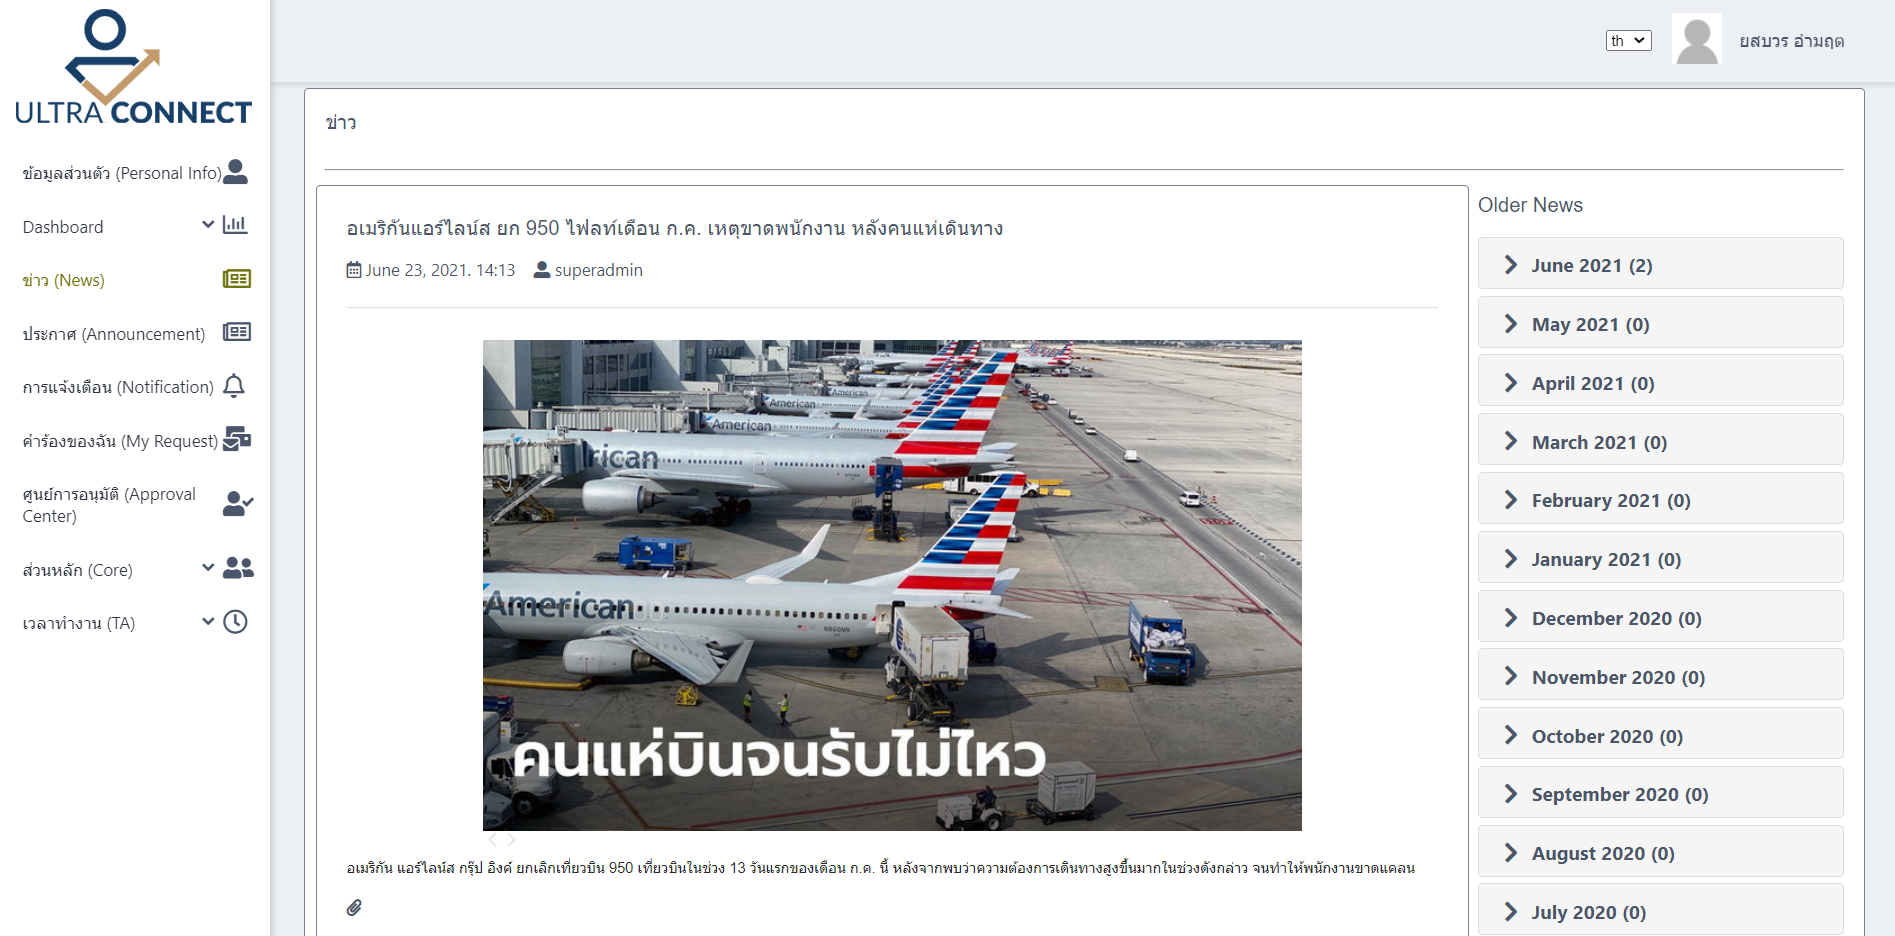 ULTRA CONNECT
th
ยสบวร อำมฤต
ข้อมูลส่วนตัว (Personal Info)
Dashboard
ข่าว (News)
ประกาศ (Announcement)
การแจ้งเตือน (Notification)
คำร้องของฉัน (My Request)
ศูนย์การอนุมัติ (Approval
Center)
ส่วนหลัก (Core)
เวลาทำงาน (TA)
ข่าว
อเมริกันแอร์ไลน์ส ยก 950 ไฟลท์เดือน ก.ค. เหตุขาดพนักงาน หลังคนแห่เดินทาง
June 23, 2021. 14:13 superadmin
American
American
American
rican
American
N860NN
คนแห่บินจนรับไม่ไหว
อเมริกัน แอร์ไลน์ส กรุ๊ป อิงค์ ยกเลิกเที่ยวบิน 950 เที่ยวบินในช่วง 13 วันแรกของเดือน ก.ค. นี้ หลังจากพบว่าความต้องการเดินทางสูงขึ้นมากในช่วงดังกล่าว จนทำให้พนักงานขาดแคลน
Older News
June 2021 (2)
May 2021 (0)
April 2021 (0)
March 2021 (0)
February 2021 (0)
January 2021 (0)
December 2020 (0)
November 2020 (0)
October 2020 (0)
September 2020 (0)
August 2020 (0)
July 2020 (0)